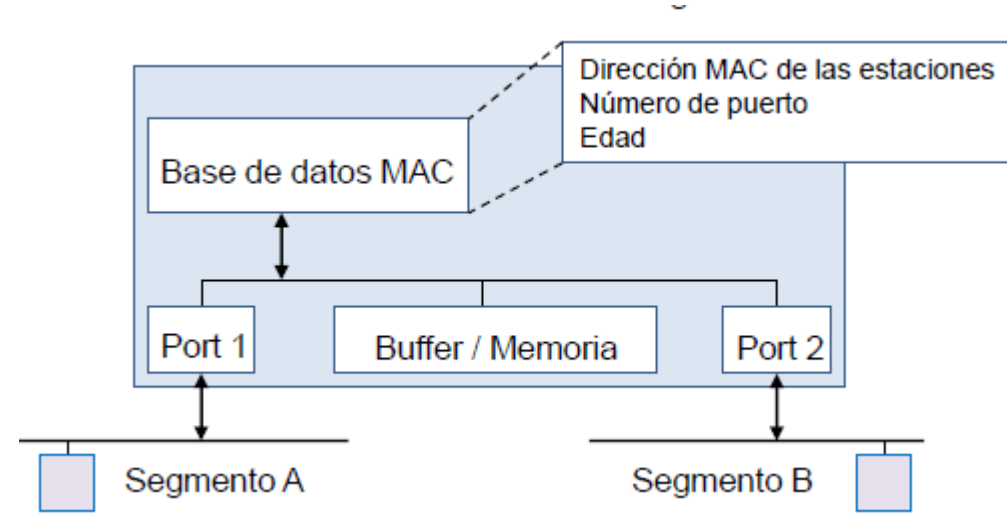 Dirección MAC de las estaciones
Número de puerto
Edad
Base de datos MAC
Port 1
Buffer / Memoria
Port 2
Segmento A
Segmento B